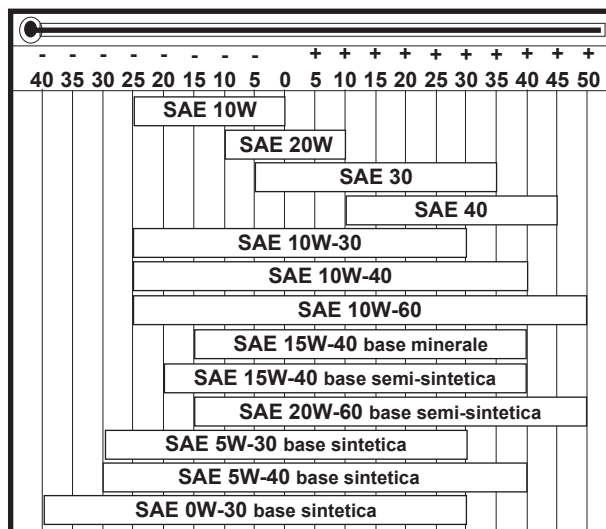 - - - - - - - - + + + + + + + + + +
40 35 30 25 20 15 10 5 0 5 10 15 20 25 30 35 40 45 50
SAE 10W
SAE 20W
SAE 30
SAE 40
SAE 10W-30
SAE 10W-40
SAE 10W-60
SAE 15W-40 base minerale
SAE 15W-40 base semi-sintetica
SAE 20W-60 base semi-sintetica
SAE 5W-30 base sintetica
SAE 5W-40 base sintetica
SAE 0W-30 base sintetica